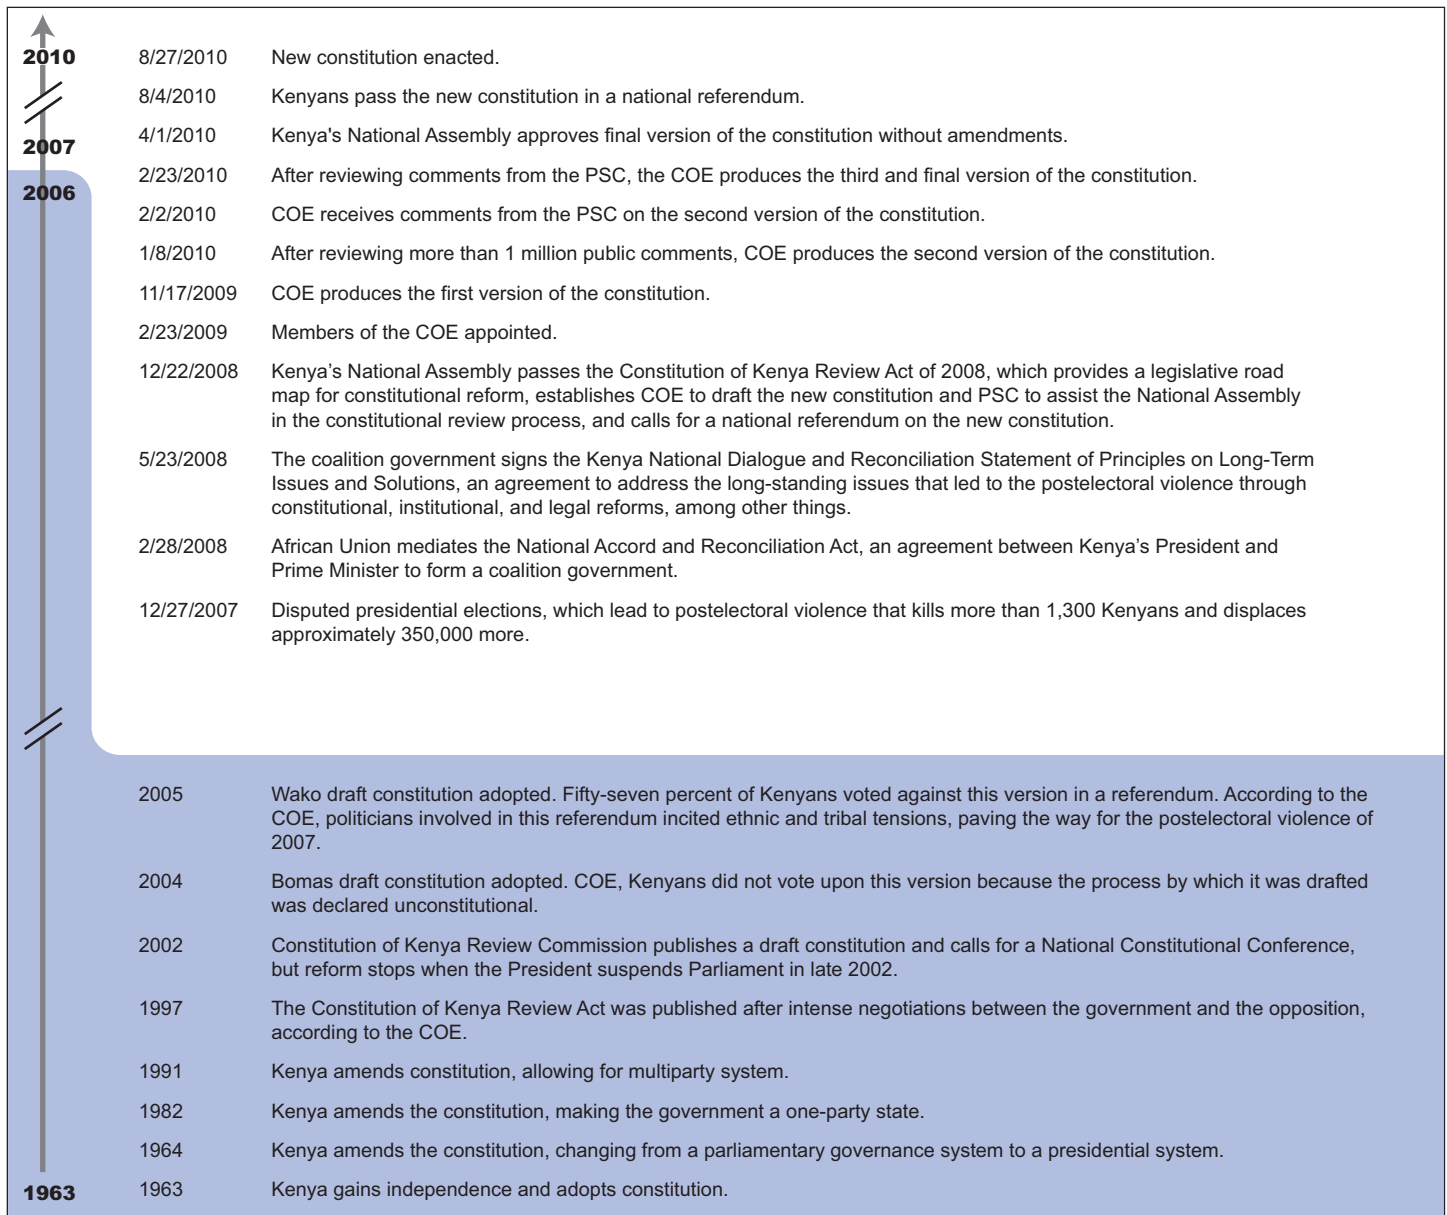 2010
8/27/2010 New constitution enacted.
8/4/2010 Kenyans pass the new constitution in a national referendum.
2007
4/1/2010 Kenya's National Assembly approves final version of the constitution without amendments.
2006
2/23/2010 After reviewing comments from the PSC, the COE produces the third and final version of the constitution.
2/2/2010 COE receives comments from the PSC on the second version of the constitution.
1/8/2010 After reviewing more than 1 million public comments, COE produces the second version of the constitution.
11/17/2009 COE produces the first version of the constitution.
2/23/2009 Members of the COE appointed.
12/22/2008 Kenya’s National Assembly passes the Constitution of Kenya Review Act of 2008, which provides a legislative road
map for constitutional reform, establishes COE to draft the new constitution and PSC to assist the National Assembly
in the constitutional review process, and calls for a national referendum on the new constitution.
5/23/2008 The coalition government signs the Kenya National Dialogue and Reconciliation Statement of Principles on Long-Term
Issues and Solutions, an agreement to address the long-standing issues that led to the postelectoral violence through
constitutional, institutional, and legal reforms, among other things.
2/28/2008 African Union mediates the National Accord and Reconciliation Act, an agreement between Kenya’s President and
Prime Minister to form a coalition government.
12/27/2007 Disputed presidential elections, which lead to postelectoral violence that kills more than 1,300 Kenyans and displaces
approximately 350,000 more.
2005 Wako draft constitution adopted. Fifty-seven percent of Kenyans voted against this version in a referendum. According to the
COE, politicians involved in this referendum incited ethnic and tribal tensions, paving the way for the postelectoral violence of
2007.
2004 Bomas draft constitution adopted. COE, Kenyans did not vote upon this version because the process by which it was drafted
was declared unconstitutional.
2002 Constitution of Kenya Review Commission publishes a draft constitution and calls for a National Constitutional Conference,
but reform stops when the President suspends Parliament in late 2002.
1997 The Constitution of Kenya Review Act was published after intense negotiations between the government and the opposition,
according to the COE.
1991 Kenya amends constitution, allowing for multiparty system.
1982 Kenya amends the constitution, making the government a one-party state.
1964 Kenya amends the constitution, changing from a parliamentary governance system to a presidential system.
1963
1963 Kenya gains independence and adopts constitution.